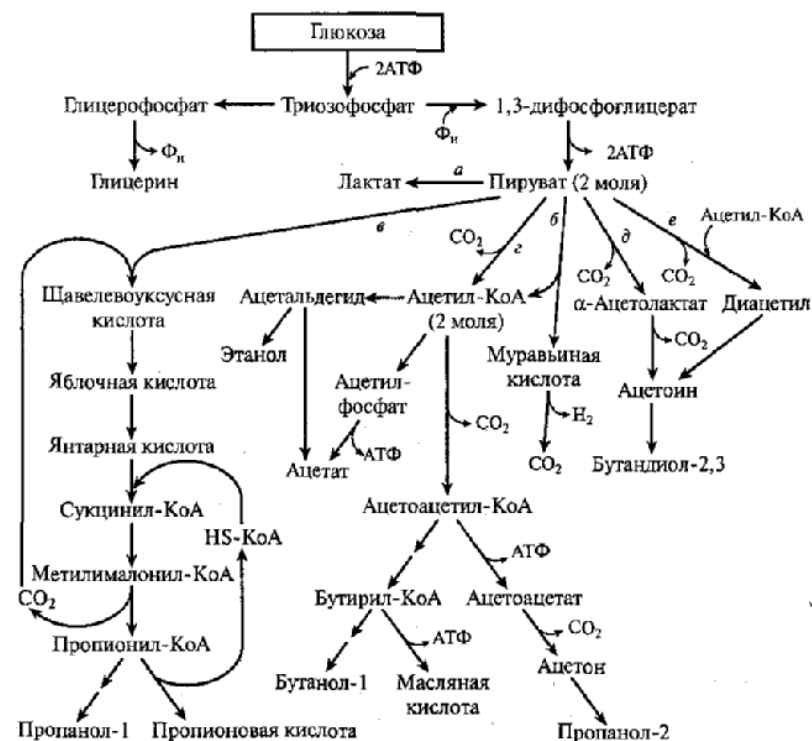 Глюкоза
2АТФ
Глицерофосфат Триозофосфат 1,3-дифосфоглицерат
Фн Фн 2АТФ
Глицерин Лактат а Пируват (2 моля)
в г б д е Ацетил-КоА
CO2 CO2 CO2
Щавелевоуксусная
кислота
Ацетальдегид Ацетил-КоА
(2 моля)
α-Ацетолактат Диацетил
CO2
Этанол
Муравьиная
кислота
Яблочная кислота
Ацетил-
фосфат
Ацетоин
H2
CO2
АТФ
Янтарная кислота
Ацетат
CO2
Бутандиол-2,3
Сукцинил-КоА
Ацетоацетил-КоА
HS-КоА
АТФ
Метилималонил-КоА
CO2
Бутирил-КоА Ацетоацетат
АТФ CO2
Пропионил-КоА
Ацетон
Бутанол-1 Масляная
кислота
Пропанол-1 Пропионовая кислота Пропанол-2